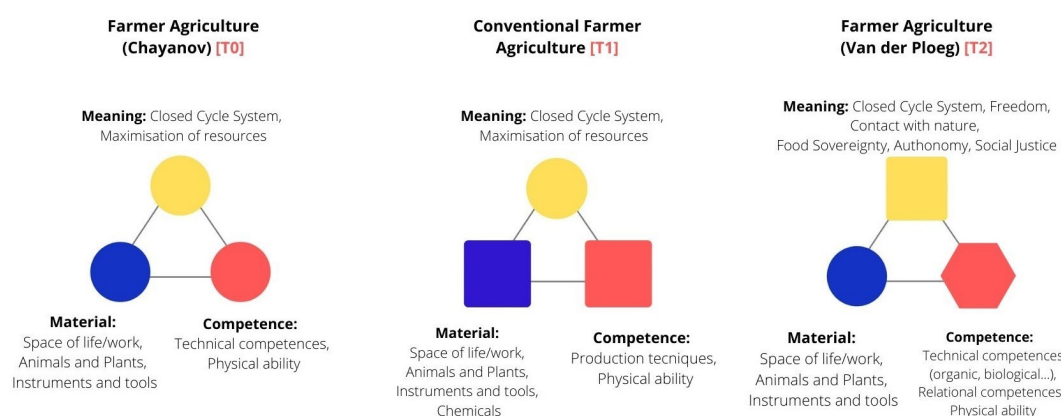 Farmer Agriculture
(Chayanov) [T0]
Meaning: Closed Cycle System,
Maximisation of resources
Material:
Space of life/work,
Animals and Plants,
Instruments and tools
Competence:
Technical competences,
Physical ability
Conventional Farmer
Agriculture [T1]
Meaning: Closed Cycle System,
Maximisation of resources
Material:
Space of life/work,
Animals and Plants,
Instruments and tools,
Chemicals
Competence:
Production tecniques,
Physical ability
Farmer Agriculture
(Van der Ploeg) [T2]
Meaning: Closed Cycle System, Freedom,
Contact with nature,
Food Sovereignty, Authonomy, Social Justice
Material:
Space of life/work,
Animals and Plants,
Instruments and tools
Competence:
Technical competences
(organic, biological...),
Relational competences
Physical ability